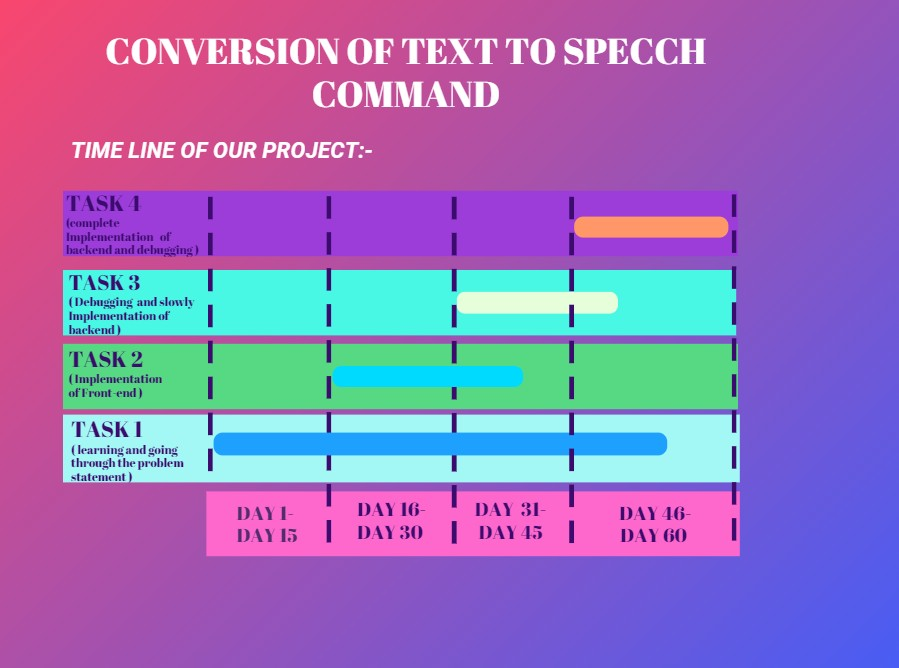 CONVERSION OF TEXT TO SPECCH
COMMAND
TIME LINE OF OUR PROJECT:-
TASK 4
(complete
Implementation of
backend and debugging )
TASK 3
( Debugging and slowly
Implementation of
backend )
TASK 2
( Implementation
of Front-end )
TASK 1
( learning and going
through the problem
statement )
DAY 1-
DAY 15
DAY 16-
DAY 30
DAY 31-
DAY 45
DAY 46-
DAY 60